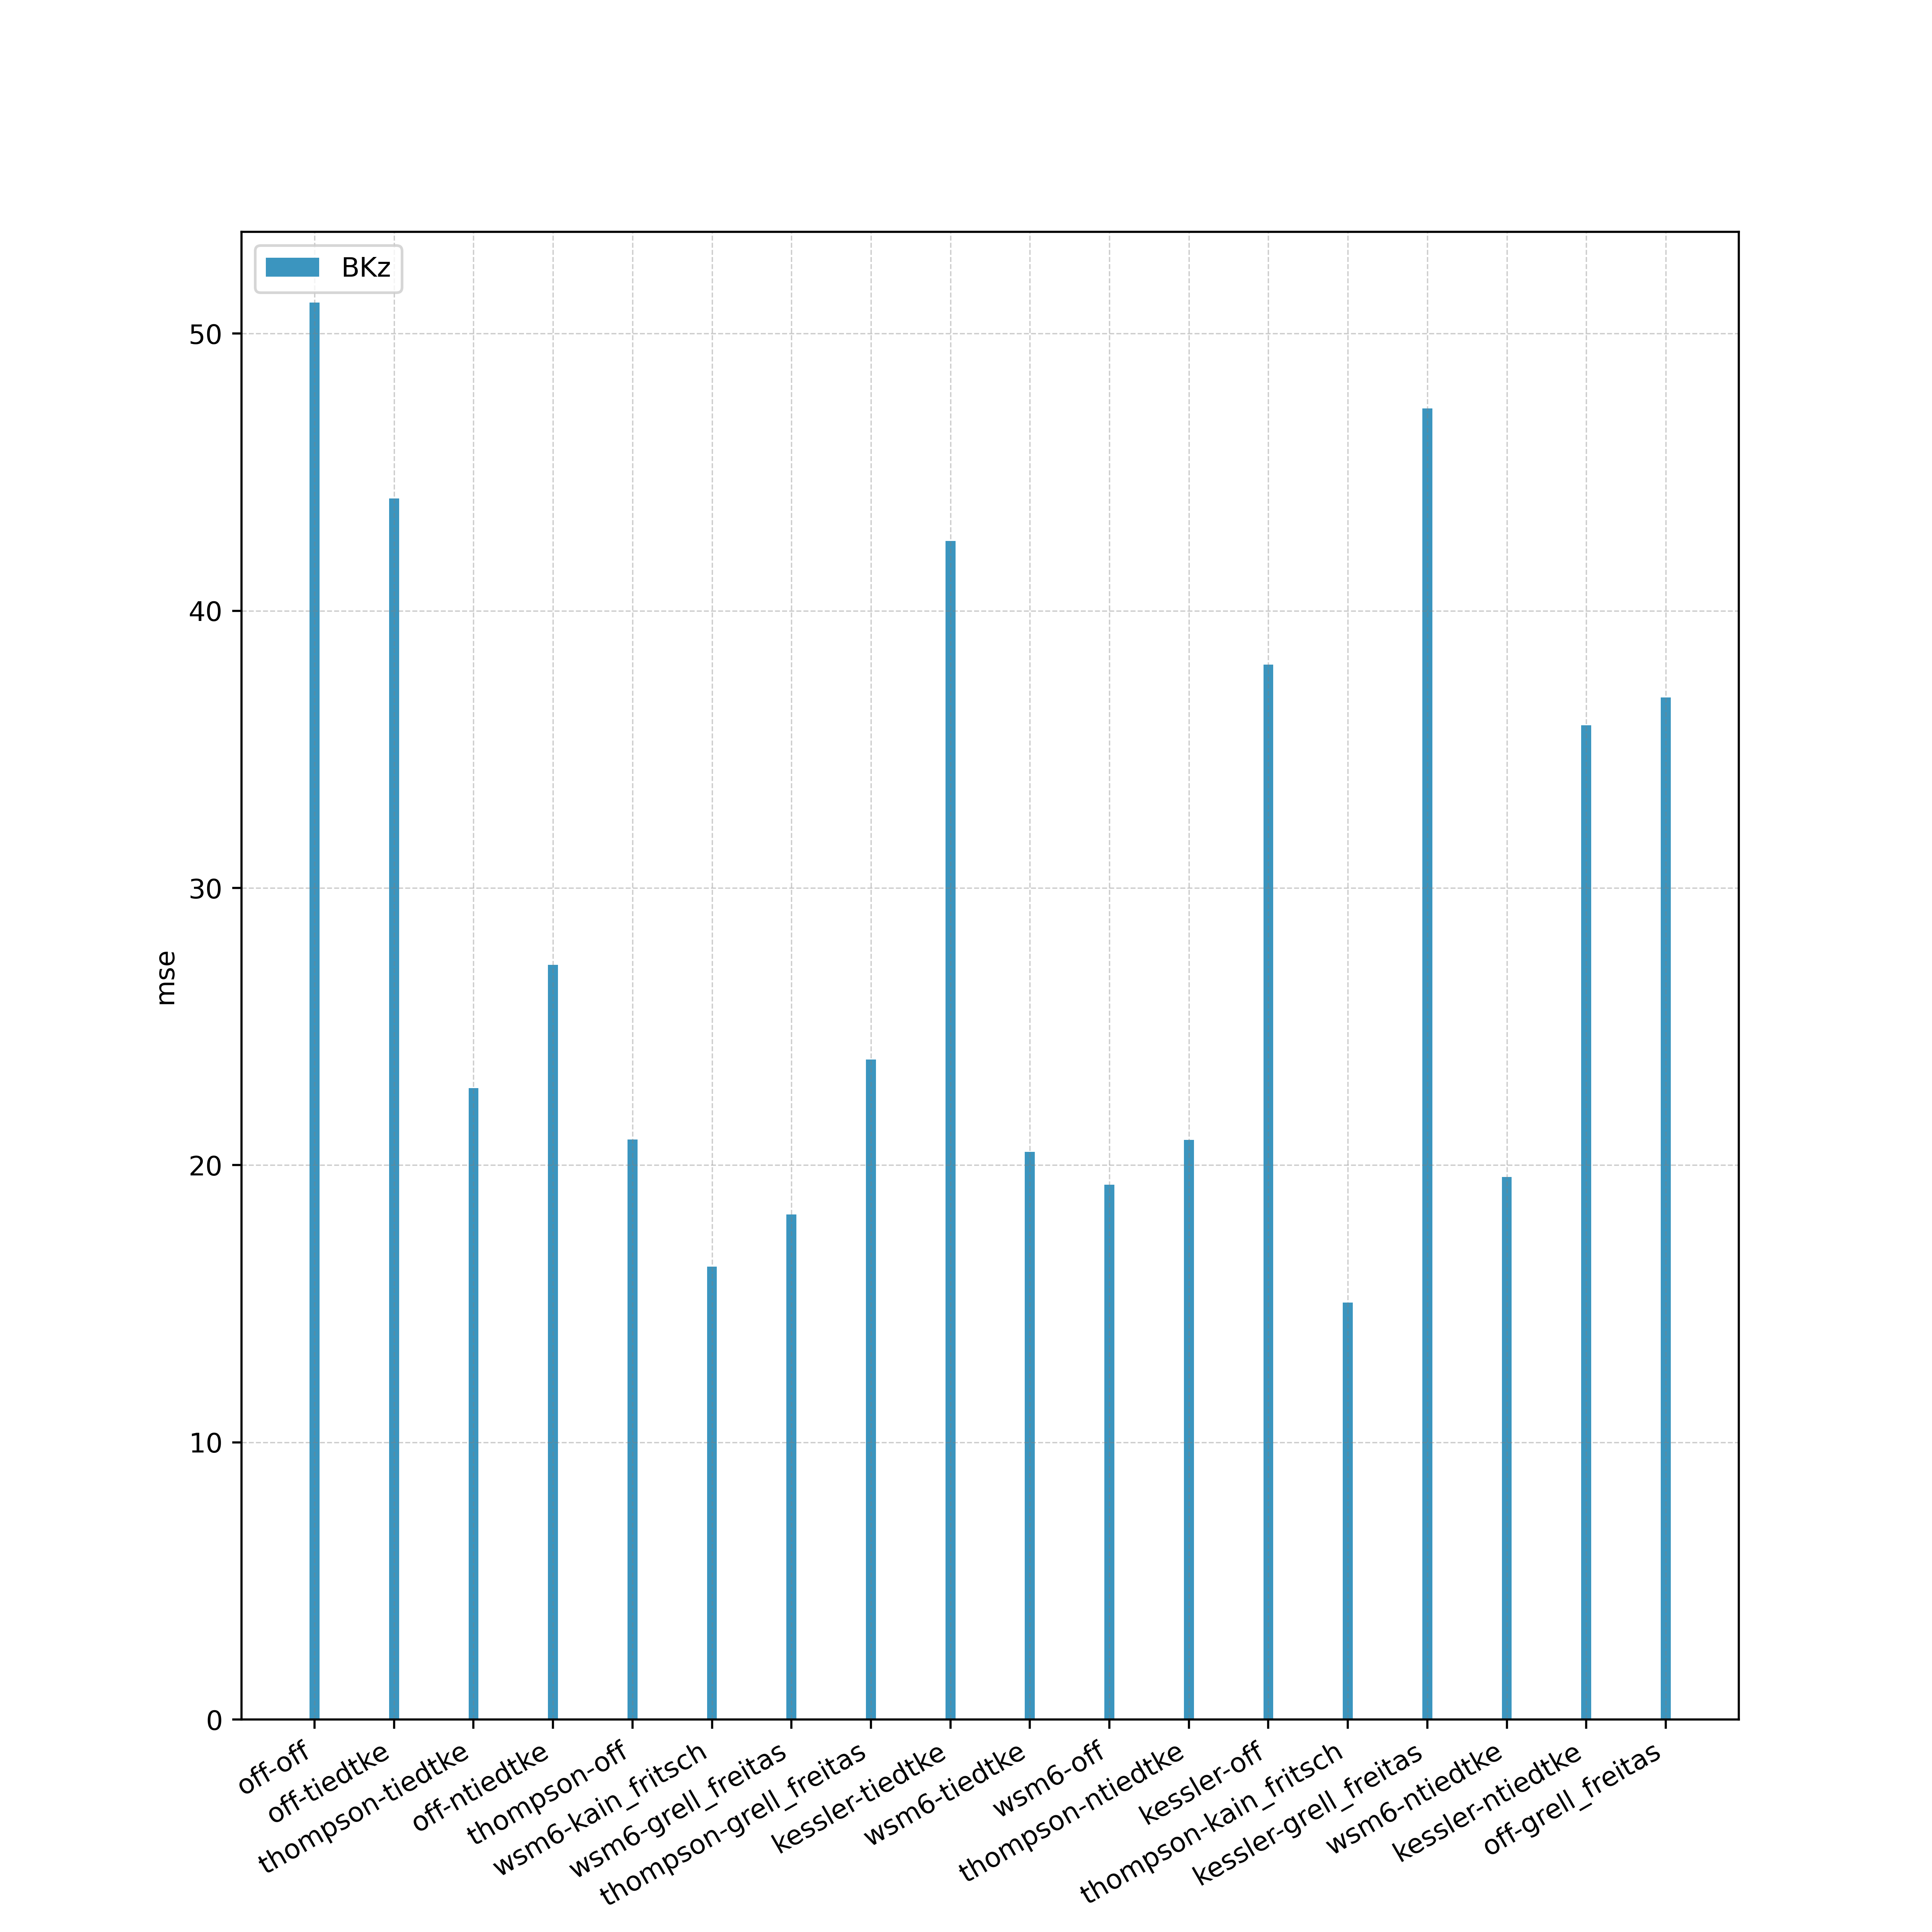 BKz
50
40
30
20
10
0
mse
off-off
off-tiedtke
thompson-tiedtke
off-ntiedtke
thompson-off
wsm6-kain_fritsch
wsm6-grell_freitas
thompson-grell_freitas
kessler-tiedtke
wsm6-tiedtke
wsm6-off
thompson-ntiedtke
kessler-off
thompson-kain_fritsch
kessler-grell_freitas
wsm6-ntiedtke
kessler-ntiedtke
off-grell_freitas